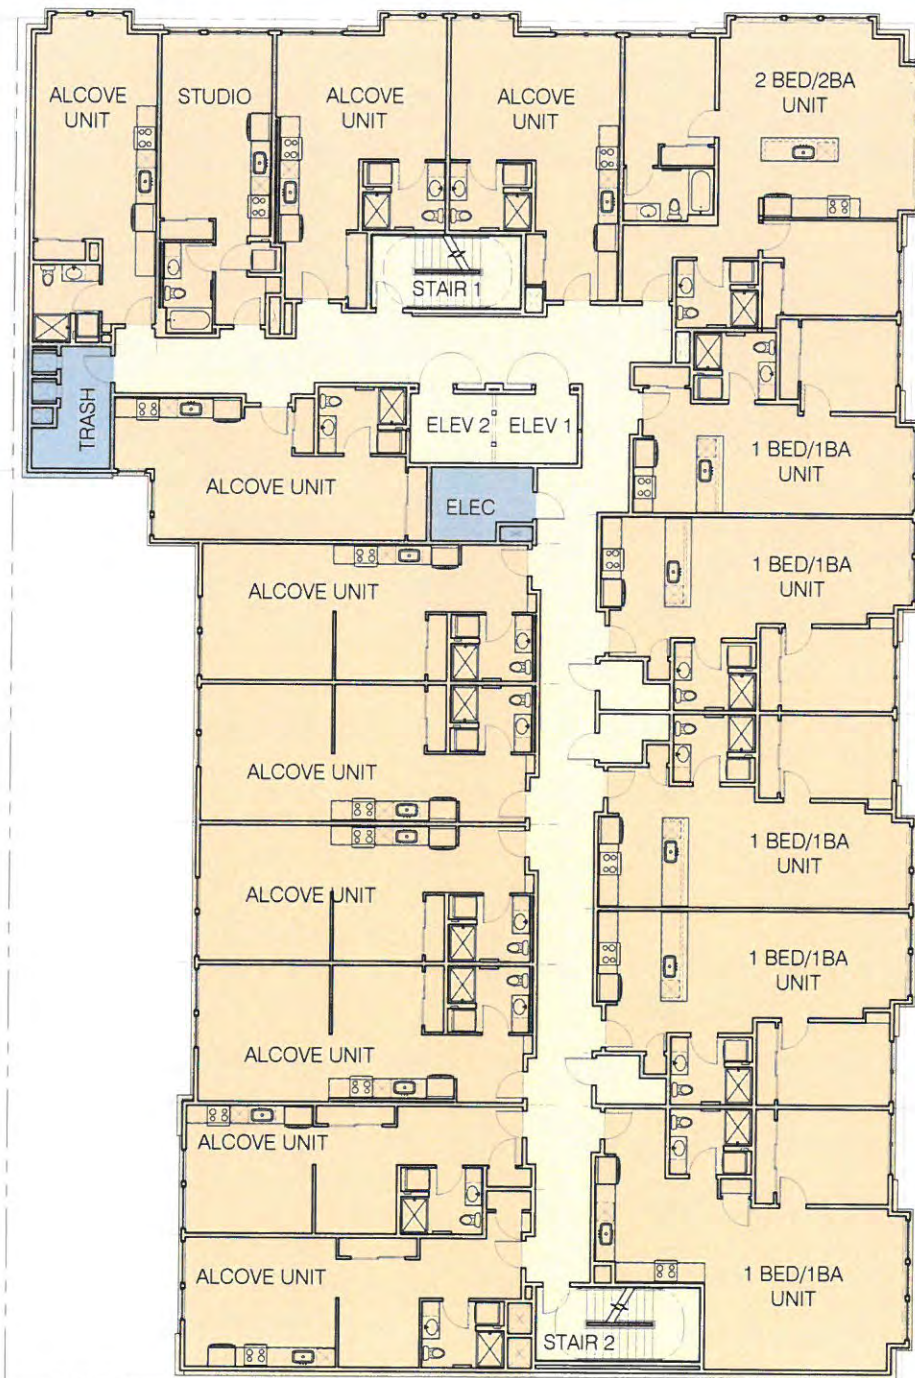 ALCOVE
UNIT
STUDIO
ALCOVE
UNIT
ALCOVE
UNIT
2 BED/2BA
UNIT
STAIR 1
TRASH
ELEV 2
ELEV 1
1 BED/1BA
UNIT
ALCOVE UNIT
ELEC
ALCOVE UNIT
1 BED/1BA
UNIT
ALCOVE UNIT
1 BED/1BA
UNIT
ALCOVE UNIT
1 BED/1BA
UNIT
ALCOVE UNIT
ALCOVE UNIT
ALCOVE UNIT
1 BED/1BA
UNIT
STAIR 2